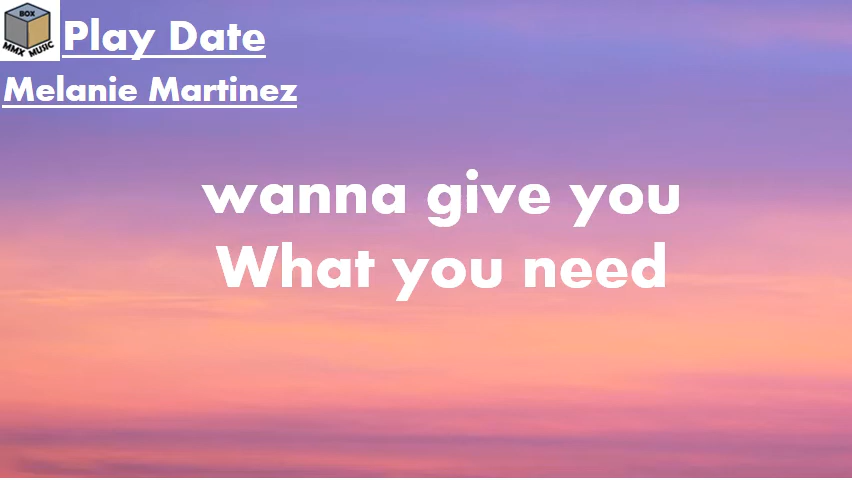 BOX
MMX MUSIC
Play Date
Melanie Martinez
wanna give you
What you need